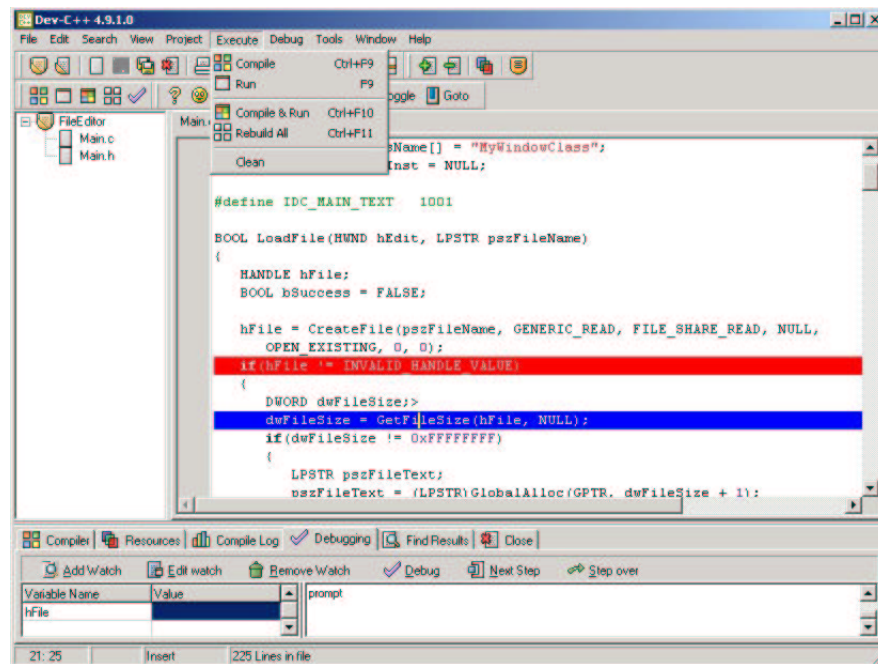 Dev-C++ 4.9.1.0
File Edit Search View Project Execute Debug Tools Window Help
Compile Ctrl+F9
Run F9
Compile & Run Ctrl+F10
Rebuild All Ctrl+F11
Clean
oggle Goto
FileEditor
Main.c
Main.h
Main.
sName[] = "MyWindowClass";
Inst = NULL;
#define IDC_MAIN_TEXT 1001
BOOL LoadFile(HWND hEdit, LPSTR pszFileName)
{
HANDLE hFile;
BOOL bSuccess = FALSE;
hFile = CreateFile(pszFileName, GENERIC_READ, FILE_SHARE_READ, NULL,
OPEN_EXISTING, 0, 0);
if(hFile != INVALID_HANDLE_VALUE)
{
DWORD dwFileSize;>
dwFileSize = GetFileSize(hFile, NULL);
if(dwFileSize != 0xFFFFFFFF)
{
LPSTR pszFileText;
pszFileText = (LPSTR)GlobalAlloc(GPTR, dwFileSize + 1);
Compiler Resources Compile Log Debugging Find Results Close
Add Watch Edit watch Remove Watch Debug Next Step Step over
Variable Name Value
prompt
hFile
21: 25 Insert 225 Lines in file